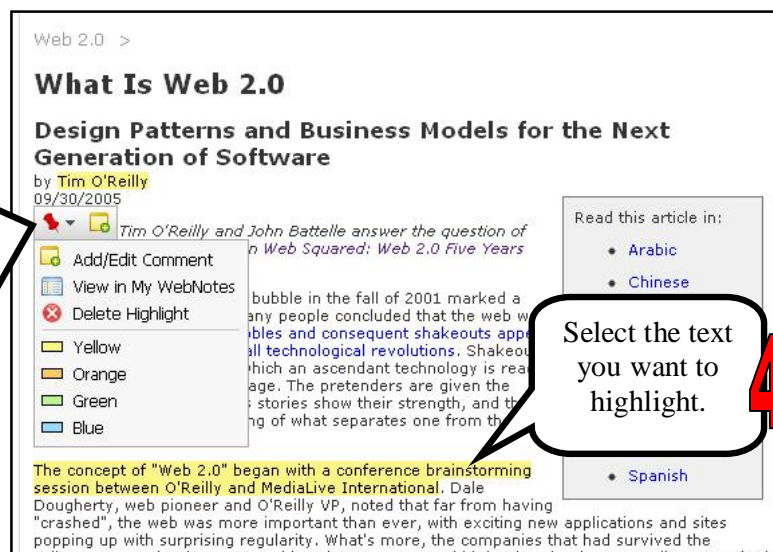 Web 2.0 >
What Is Web 2.0
Design Patterns and Business Models for the Next
Generation of Software
by Tim O'Reilly
09/30/2005
Tim O'Reilly and John Battelle answer the question of
n Web Squared: Web 2.0 Five Years
Add/Edit Comment
View in My WebNotes
Delete Highlight
Yellow
Orange
Green
Blue
bubble in the fall of 2001 marked a
any people concluded that the web w
bles and consequent shakeouts appe
all technological revolutions. Shakeou
hich an ascendant technology is rea
age. The pretenders are given the
s stories show their strength, and th
ng of what separates one from th
Read this article in:
• Arabic
• Chinese
• Spanish
Select the text
you want to
highlight.
4
The concept of "Web 2.0" began with a conference brainstorming
session between O'Reilly and MediaLive International. Dale
Dougherty, web pioneer and O'Reilly VP, noted that far from having
"crashed", the web was more important than ever, with exciting new applications and sites
popping up with surprising regularity. What's more, the companies that had survived the